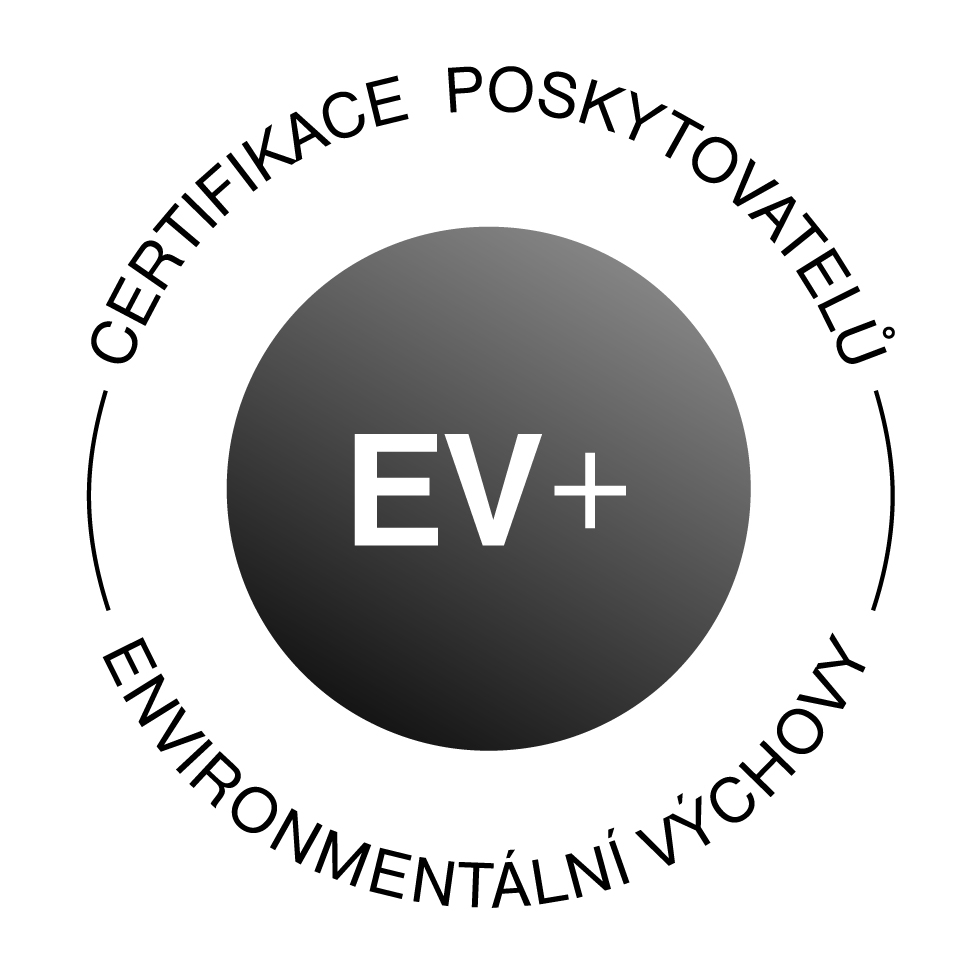 CERTIFIKACE POSKYTOVATELŮ
EV+
ENVIRONMENTÁLNÍ VÝCHOVY